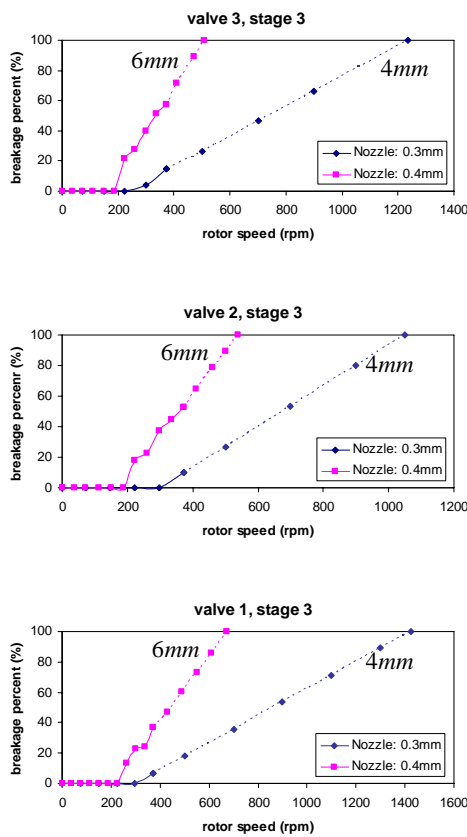 valve 3, stage 3
breakage percent (%)
100
80
60
40
20
0
6mm
4mm
Nozzle: 0.3mm
Nozzle: 0.4mm
0 200 400 600 800 1000 1200 1400
rotor speed (rpm)
valve 2, stage 3
breakage percenr (%)
100
80
60
40
20
0
6mm
4mm
Nozzle: 0.3mm
Nozzle: 0.4mm
0 200 400 600 800 1000 1200
rotor speed (rpm)
valve 1, stage 3
breakage percent (%)
100
80
60
40
20
0
6mm
4mm
Nozzle: 0.3mm
Nozzle: 0.4mm
0 200 400 600 800 1000 1200 1400 1600
rotor speed (rpm)